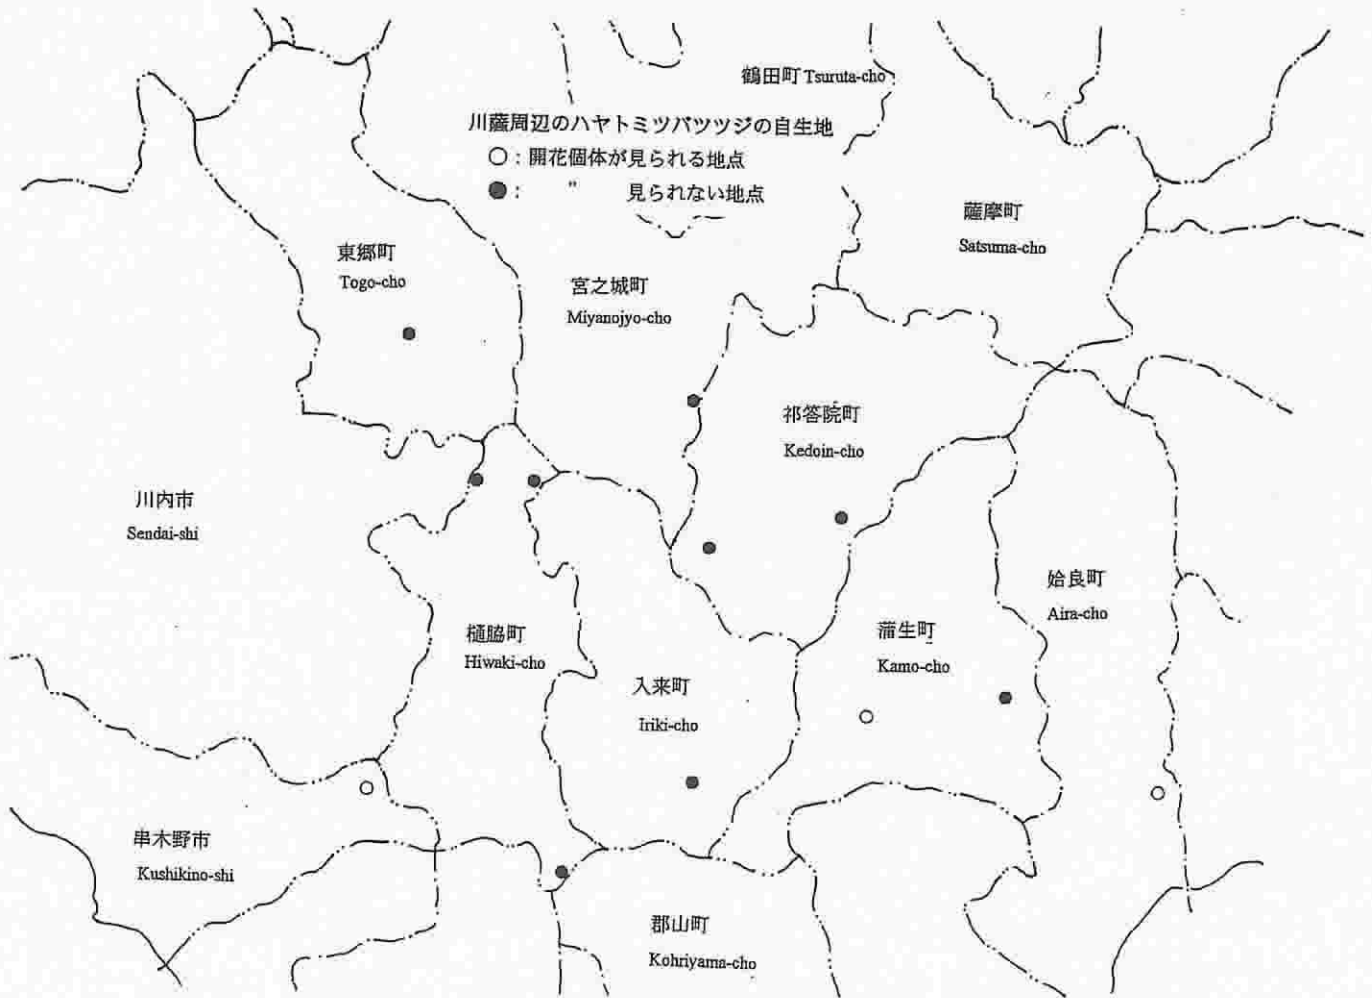 鶴田町 Tsuruta-cho
川薩周辺のハヤトミツバツツジの自生地
○：開花個体が見られる地点
●：　〃　見られない地点
薩摩町
Satsuma-cho
東郷町
Togo-cho
宮之城町
Miyanojyo-cho
祁答院町
Kedoin-cho
川内市
Sendai-shi
姶良町
Aira-cho
樋脇町
Hiwaki-cho
蒲生町
Kamo-cho
入来町
Iriki-cho
串木野市
Kushikino-shi
郡山町
Kohriyama-cho